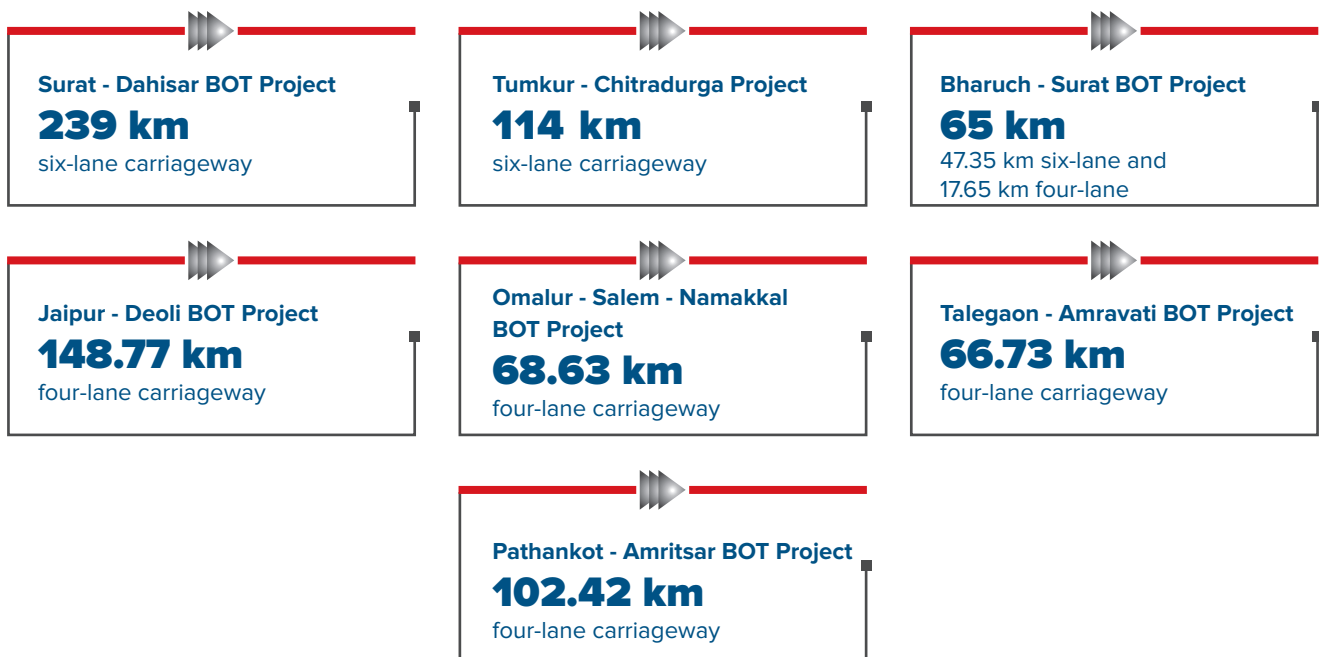 Surat - Dahisar BOT Project
239 km
six-lane carriageway
Tumkur - Chitradurga Project
114 km
six-lane carriageway
Bharuch - Surat BOT Project
65 km
47.35 km six-lane and
17.65 km four-lane
Jaipur - Deoli BOT Project
148.77 km
four-lane carriageway
Omalur - Salem - Namakkal
BOT Project
68.63 km
four-lane carriageway
Talegaon - Amravati BOT Project
66.73 km
four-lane carriageway
Pathankot - Amritsar BOT Project
102.42 km
four-lane carriageway